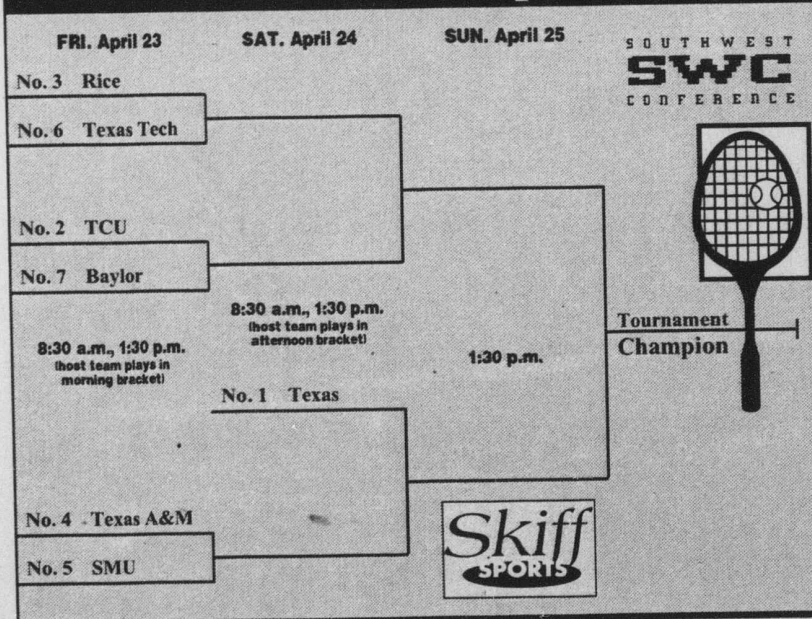 FRI. April 23
SAT. April 24
SUN. April 25
SOUTHWEST
SWC
CONFERENCE
No. 3 Rice
No. 6 Texas Tech
No. 2 TCU
No. 7 Baylor
8:30 a.m., 1:30 p.m.
(host team plays in
morning bracket)
8:30 a.m., 1:30 p.m.
(host team plays in
afternoon bracket)
1:30 p.m.
Tournament
Champion
No. 1 Texas
No. 4 Texas A&M
No. 5 SMU
Skiff
SPORTS